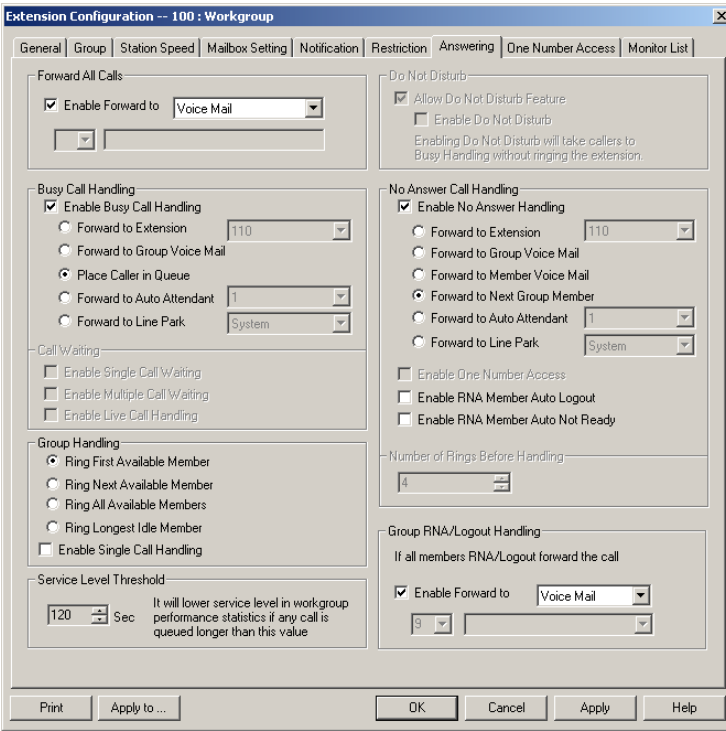 Extension Configuration -- 100 : Workgroup
General
Group
Station Speed
Mailbox Setting
Notification
Restriction
Answering
One Number Access
Monitor List
Forward All Calls
Enable Forward to
Voice Mail
Do Not Disturb
Allow Do Not Disturb Feature
Enable Do Not Disturb
Enabling Do Not Disturb will take callers to
Busy Handling without ringing the extension.
Busy Call Handling
Enable Busy Call Handling
Forward to Extension
110
Forward to Group Voice Mail
Place Caller in Queue
Forward to Auto Attendant
1
Forward to Line Park
System
Call Waiting
Enable Single Call Waiting
Enable Multiple Call Waiting
Enable Live Call Handling
No Answer Call Handling
Enable No Answer Handling
Forward to Extension
110
Forward to Group Voice Mail
Forward to Member Voice Mail
Forward to Next Group Member
Forward to Auto Attendant
1
Forward to Line Park
System
Enable One Number Access
Enable RNA Member Auto Logout
Enable RNA Member Auto Not Ready
Number of Rings Before Handling
4
Group Handling
Ring First Available Member
Ring Next Available Member
Ring All Available Members
Ring Longest Idle Member
Enable Single Call Handling
Service Level Threshold
120
Sec
It will lower service level in workgroup
performance statistics if any call is
queued longer than this value
Group RNA/Logout Handling
If all members RNA/Logout forward the call
Enable Forward to
Voice Mail
9
Print
Apply to ...
OK
Cancel
Apply
Help